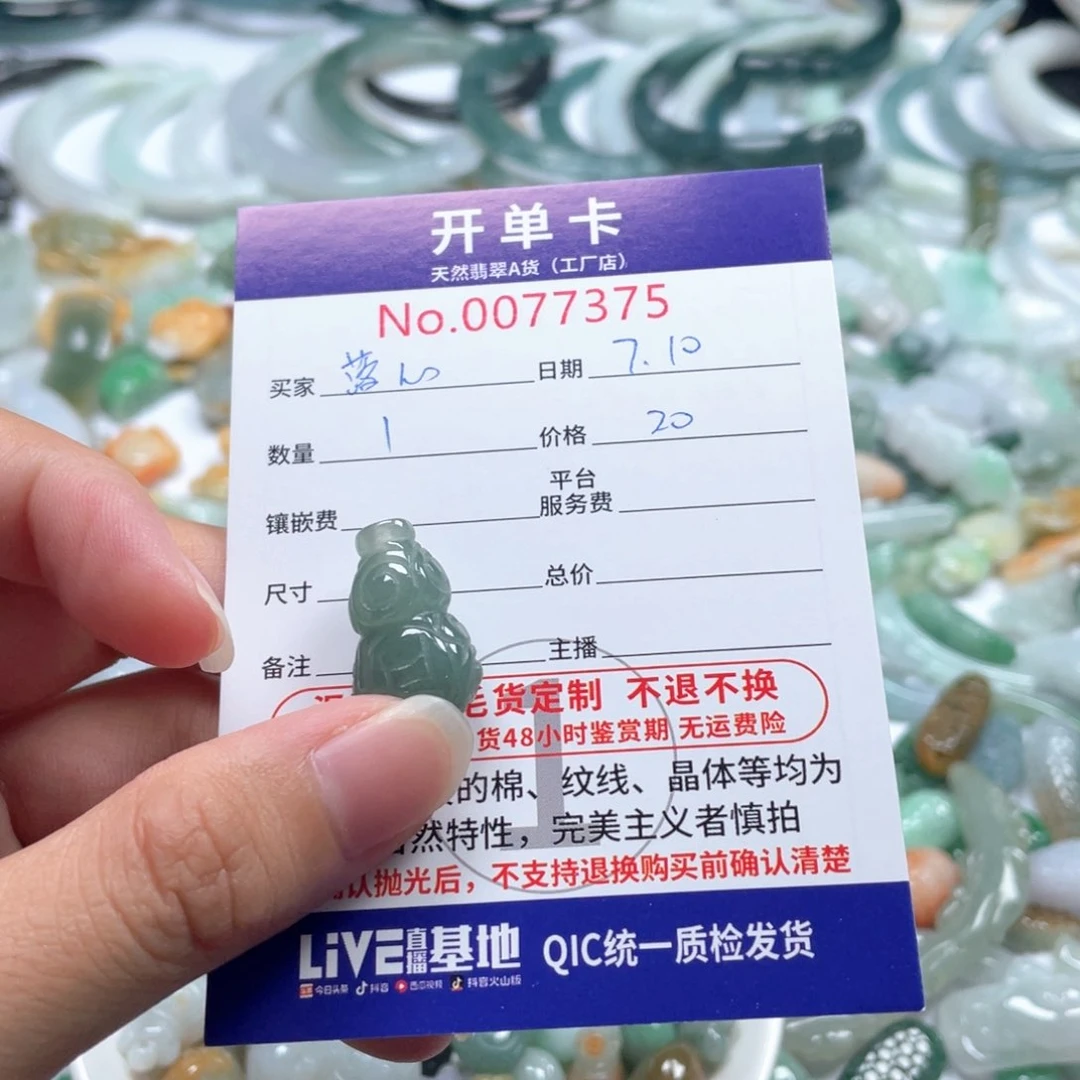 开单卡
天然翡翠A货（工厂店）
No.0077375
买家 蓝心 日期 7.10
数量 1 价格 20
平台
镶嵌费 服务费
尺寸 总价
备注 主播
毛货定制 不退不换
货48小时鉴赏期 无运费险
的棉、纹线、晶体等均为
然特性，完美主义者慎拍
认抛光后，不支持退换购买前确认清楚
LiVE直播基地 QIC统一质检发货
今日头条 抖音 西瓜视频 抖音火山版
1